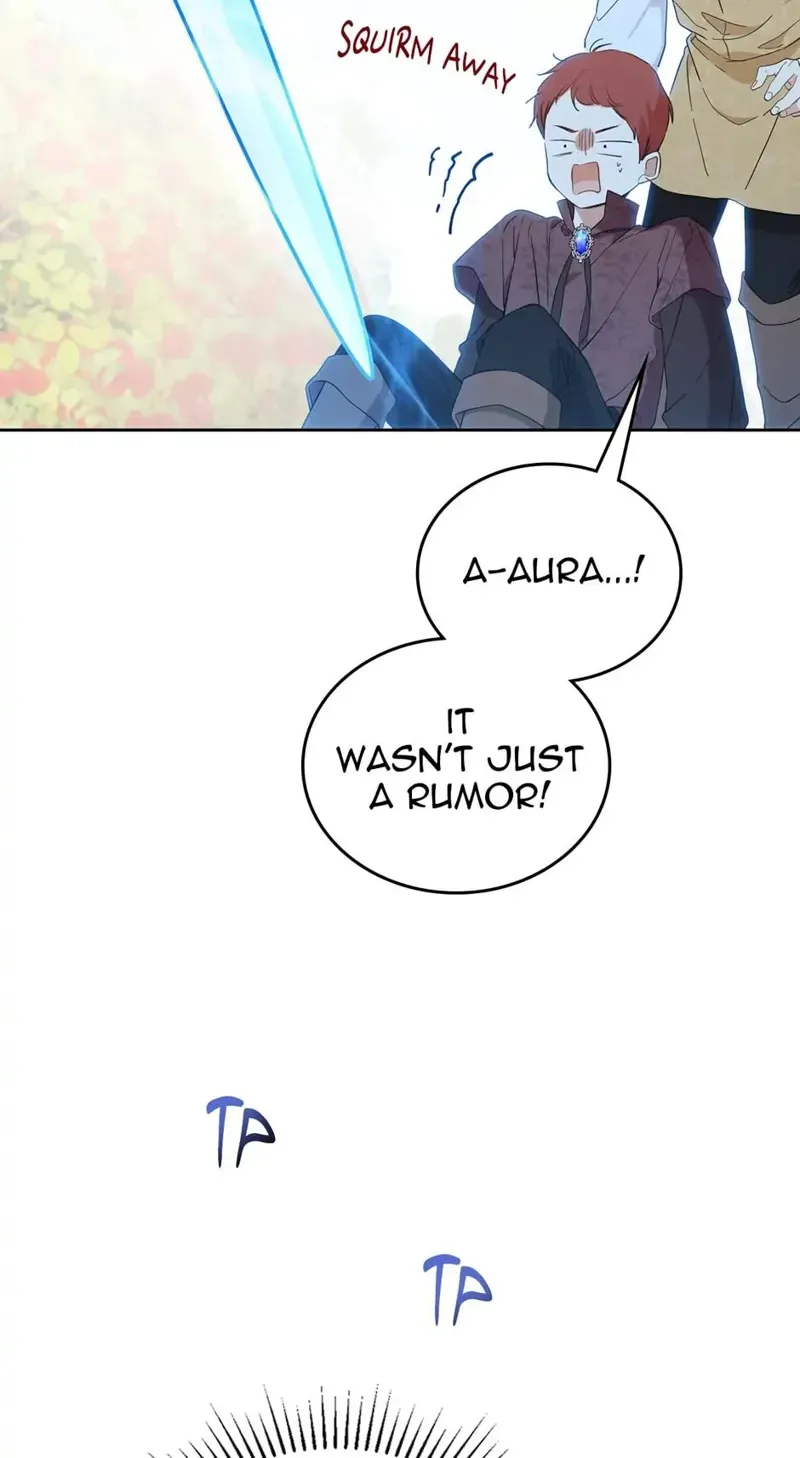 SQUIRM AWAY
A-AURA...!
IT
WASN'T JUST
A RUMOR!
TP
TP